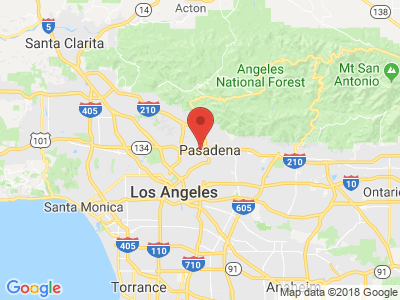 Acton
14
138
5
Santa Clarita
Angeles
National Forest
Mt San
Antonio
405
210
101
134
Pasadena
210
10
Los Angeles
Ontario
Santa Monica
605
405
110
91
Torrance
710
91
Anaheim
Google
Map data ©2018 Google